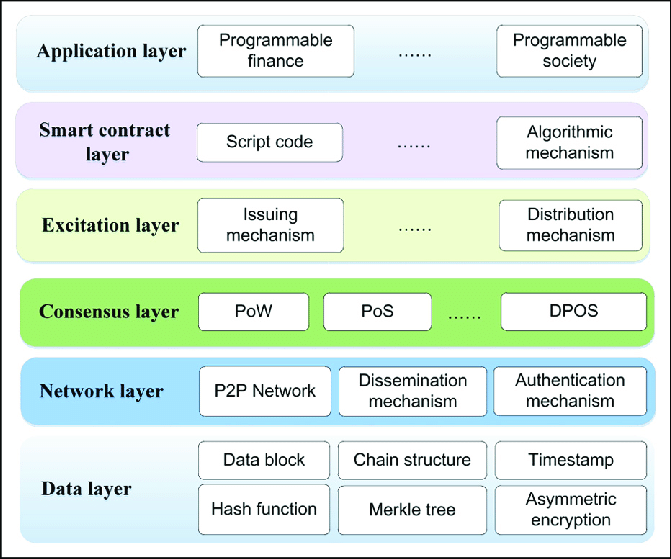 Application layer
Programmable
finance
......
Programmable
society
Smart contract
layer
Script code
......
Algorithmic
mechanism
Excitation layer
Issuing
mechanism
......
Distribution
mechanism
Consensus layer
PoW
PoS
......
DPOS
Network layer
P2P Network
Dissemination
mechanism
Authentication
mechanism
Data layer
Data block
Chain structure
Timestamp
Hash function
Merkle tree
Asymmetric
encryption